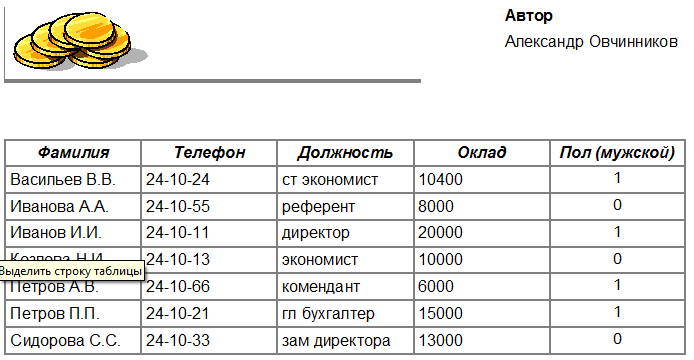 Автор
Александр Овчинников
Фамилия Телефон Должность Оклад Пол (мужской)
Васильев В.В. 24-10-24 ст экономист 10400 1
Иванова А.А. 24-10-55 референт 8000 0
Иванов И.И. 24-10-11 директор 20000 1
24-10-13 экономист 10000 0
Выделить строку таблицы
Петров А.В. 24-10-66 комендант 6000 1
Петров П.П. 24-10-21 гл бухгалтер 15000 1
Сидорова С.С. 24-10-33 зам директора 13000 0